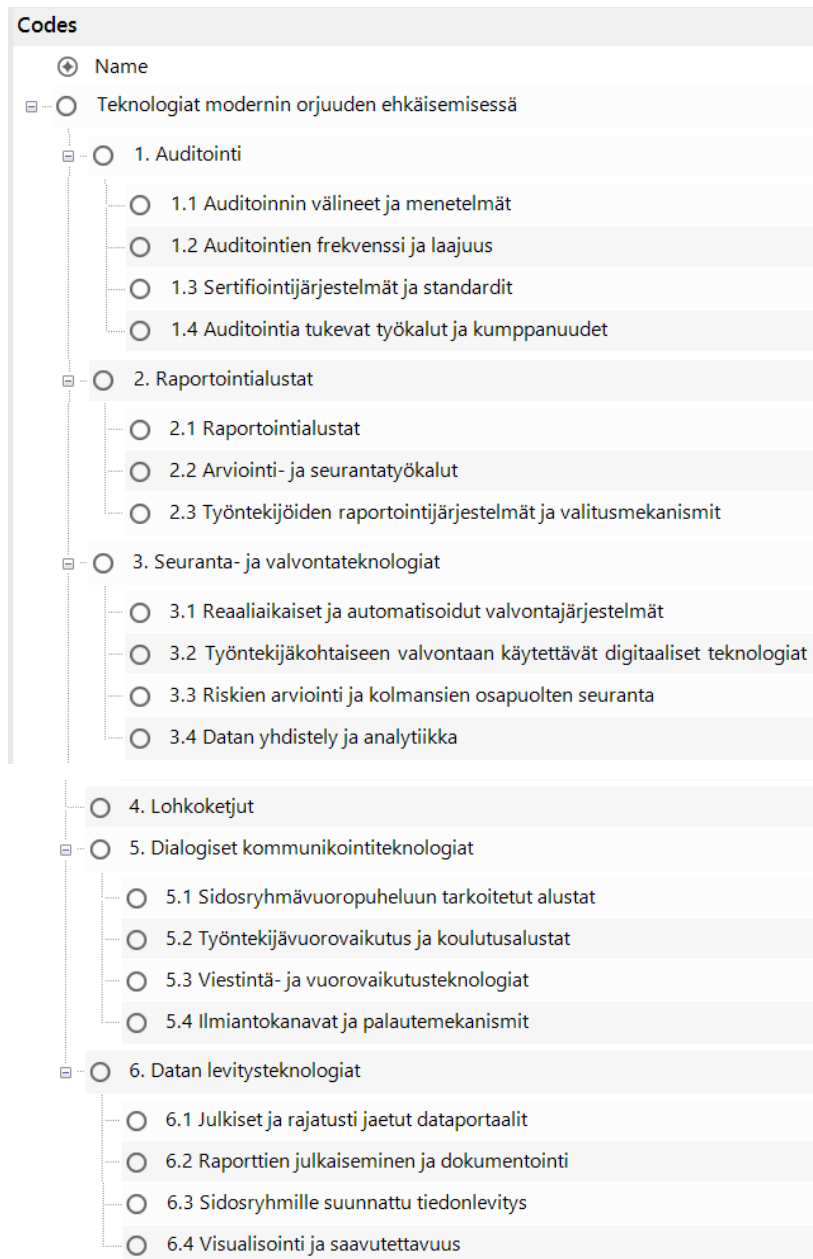 Codes
Name
Teknologiat modernin orjuuden ehkäisemisessä
1. Auditointi
1.1 Auditoinnin välineet ja menetelmät
1.2 Auditointien frekvenssi ja laajuus
1.3 Sertifiointijärjestelmät ja standardit
1.4 Auditointia tukevat työkalut ja kumppanuudet
2. Raportointialustat
2.1 Raportointialustat
2.2 Arviointi- ja seurantatyökalut
2.3 Työntekijöiden raportointijärjestelmät ja valitusmekanismit
3. Seuranta- ja valvontateknologiat
3.1 Reaaliaikaiset ja automatisoidut valvontajärjestelmät
3.2 Työntekijäkohtaiseen valvontaan käytettävät digitaaliset teknologiat
3.3 Riskien arviointi ja kolmansien osapuolten seuranta
3.4 Datan yhdistely ja analytiikka
4. Lohkoketjut
5. Dialogiset kommunikointiteknologiat
5.1 Sidosryhmävuoropuheluun tarkoitetut alustat
5.2 Työntekijävuorovaikutus ja koulutusalustat
5.3 Viestintä- ja vuorovaikutusteknologiat
5.4 Ilmiantokanavat ja palautemekanismit
6. Datan levitysteknologiat
6.1 Julkiset ja rajatusti jaetut dataportaalit
6.2 Raporttien julkaiseminen ja dokumentointi
6.3 Sidosryhmille suunnattu tiedonlevitys
6.4 Visualisointi ja saavutettavuus